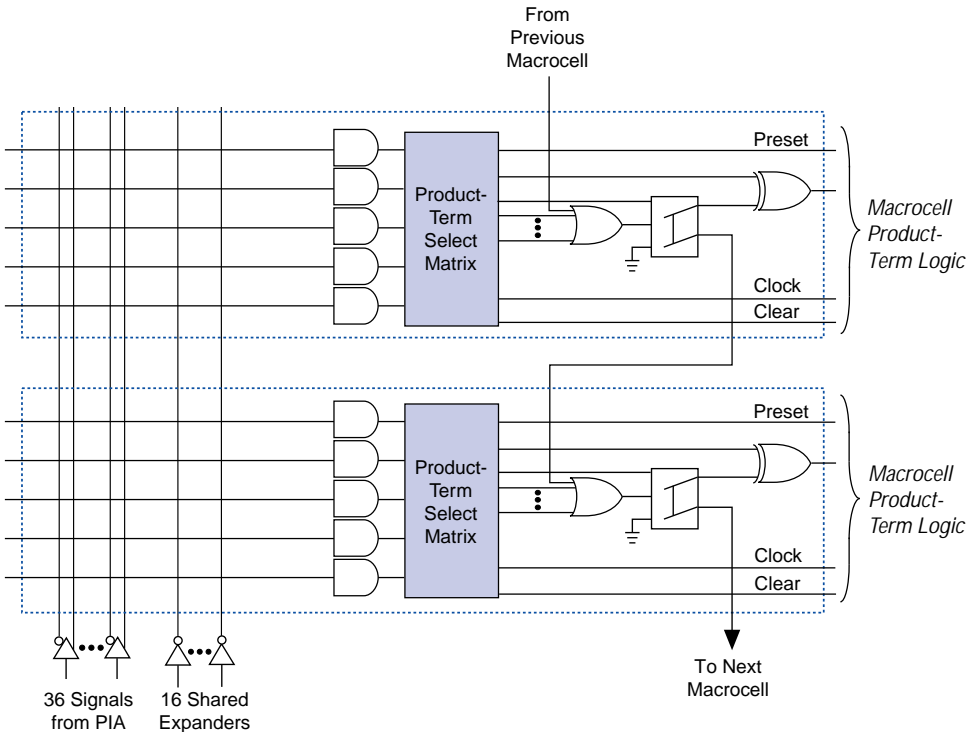 From
Previous
Macrocell
Preset
Product-
Term
Select
Matrix
Macrocell
Product-
Term Logic
Clock
Clear
Preset
Product-
Term
Select
Matrix
Macrocell
Product-
Term Logic
Clock
Clear
To Next
Macrocell
36 Signals
from PIA
16 Shared
Expanders